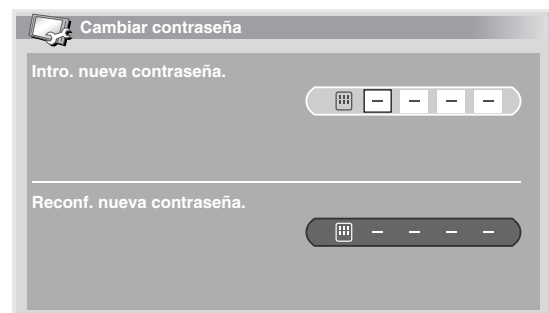 Cambiar contraseña
Intro. nueva contraseña.
– – – –
Reconf. nueva contraseña.
– – – –